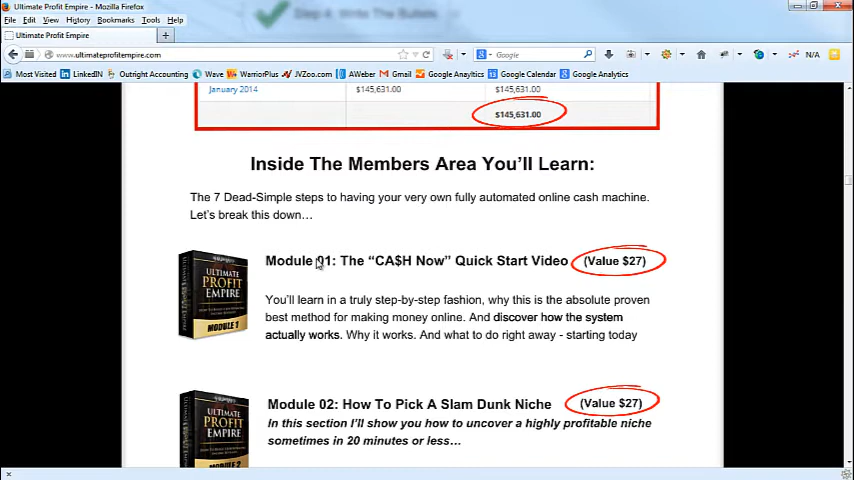 Step 4: Write The Bullets
Ultimate Profit Empire - Mozilla Firefox
File Edit View History Bookmarks Tools Help
Ultimate Profit Empire
www.ultimateprofitempire.com
Google
N/A
Most Visited LinkedIN Outright Accounting Wave WarriorPlus JVZoo.com AWeber Gmail Google Anaytics Google Calendar Google Analytics
January 2014 $145,631.00 $145,631.00
$145,631.00
Inside The Members Area You’ll Learn:
The 7 Dead-Simple steps to having your very own fully automated online cash machine.
Let’s break this down…
Module 01: The “CA$H Now” Quick Start Video (Value $27)
ULTIMATE
PROFIT
EMPIRE
MODULE 1
You’ll learn in a truly step-by-step fashion, why this is the absolute proven
best method for making money online. And discover how the system
actually works. Why it works. And what to do right away - starting today
Module 02: How To Pick A Slam Dunk Niche (Value $27)
In this section I’ll show you how to uncover a highly profitable niche
sometimes in 20 minutes or less…
ULTIMATE
PROFIT
EMPIRE
MODULE 2